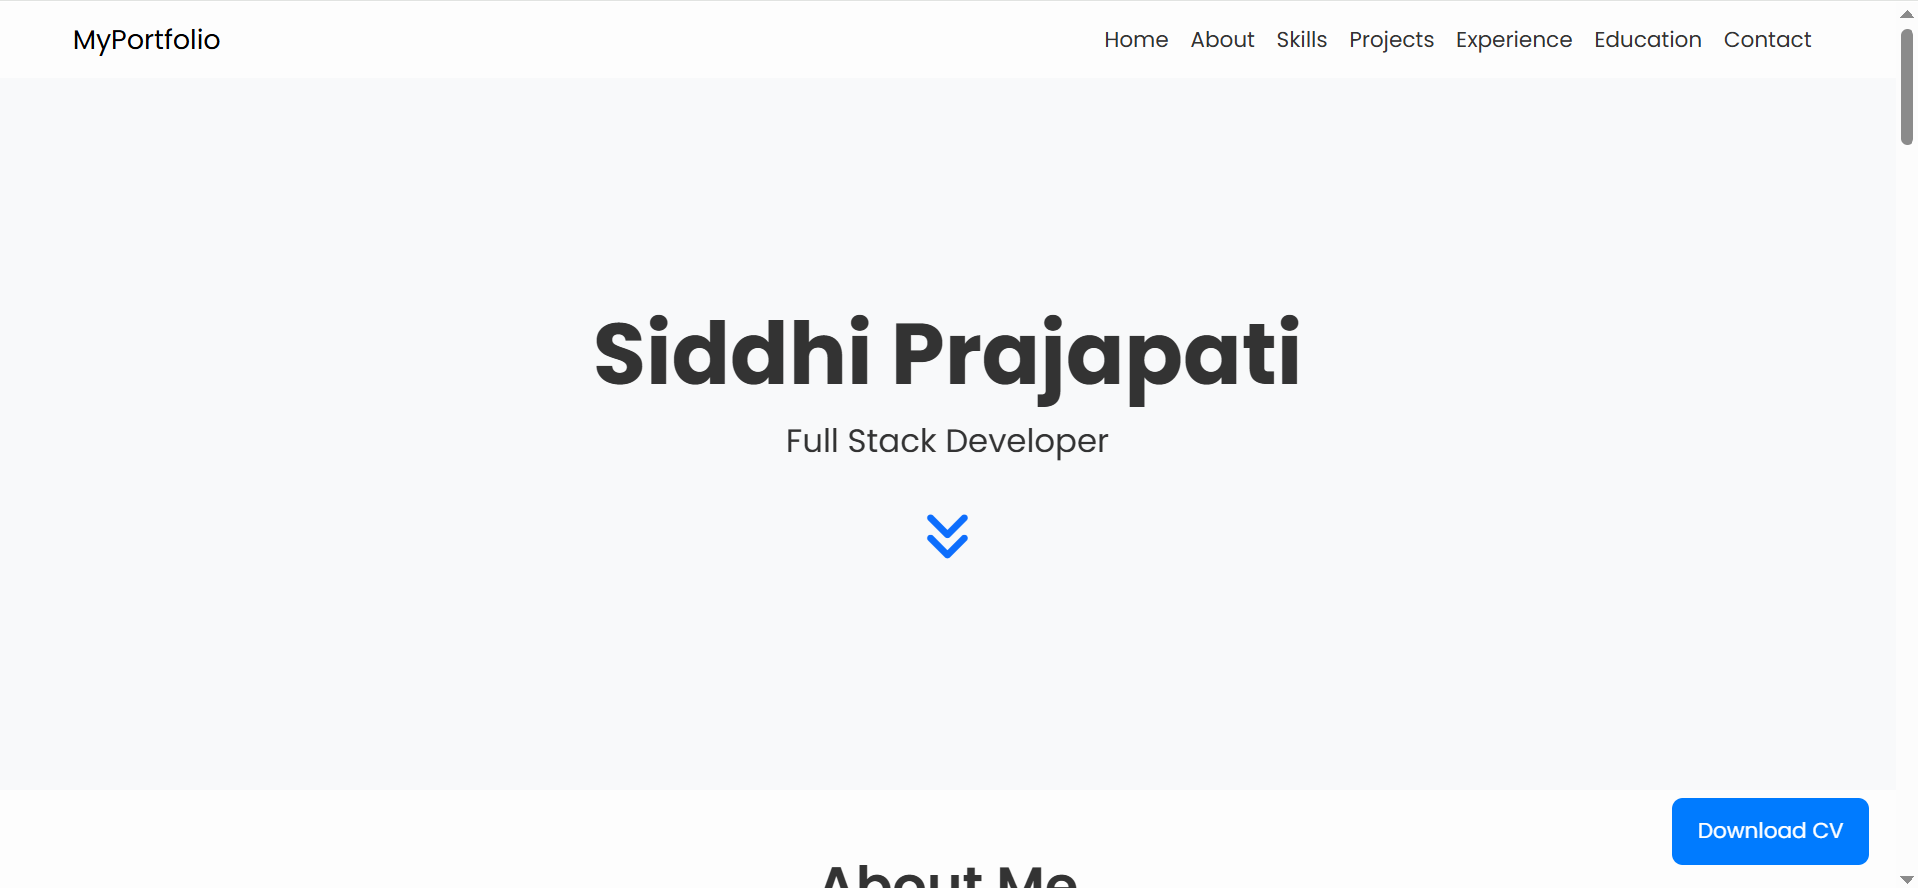 MyPortfolio
Home About Skills Projects Experience Education Contact
Siddhi Prajapati
Full Stack Developer
Download CV
About Me